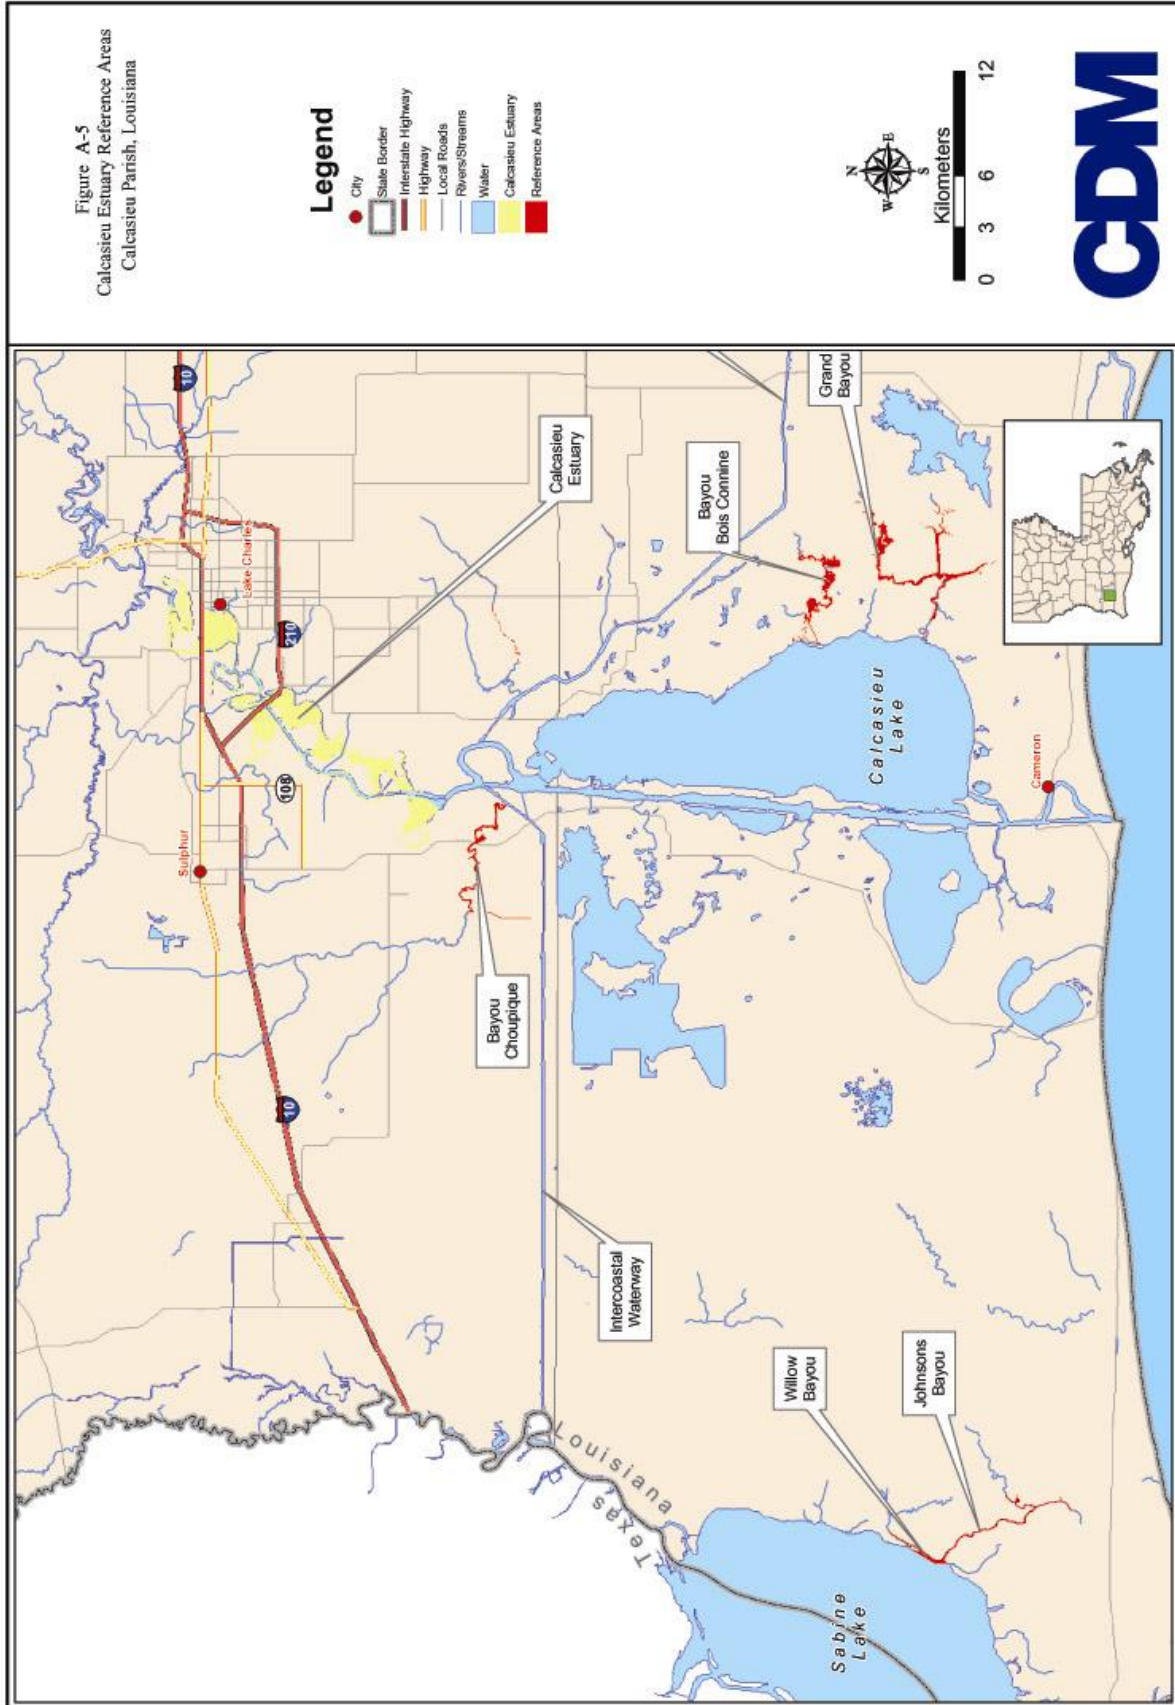 Figure A-5
Calcasieu Estuary Reference Areas
Calcasieu Parish, Louisiana
Legend
City
State Border
Interstate Highway
Highway
Local Roads
Rivers/Streams
Water
Calcasieu Estuary
Reference Areas
N
W
E
S
Kilometers
0
3
6
12
CDM
10
Lake Charles
210
Sulphur
108
10
Calcasieu
Estuary
Bayou
Choupique
Intercoastal
Waterway
Bayou
Bois Connine
Grand
Bayou
Calcasieu
Lake
Cameron
Louisiana
Texas
Willow
Bayou
Johnsons
Bayou
Sabine
Lake